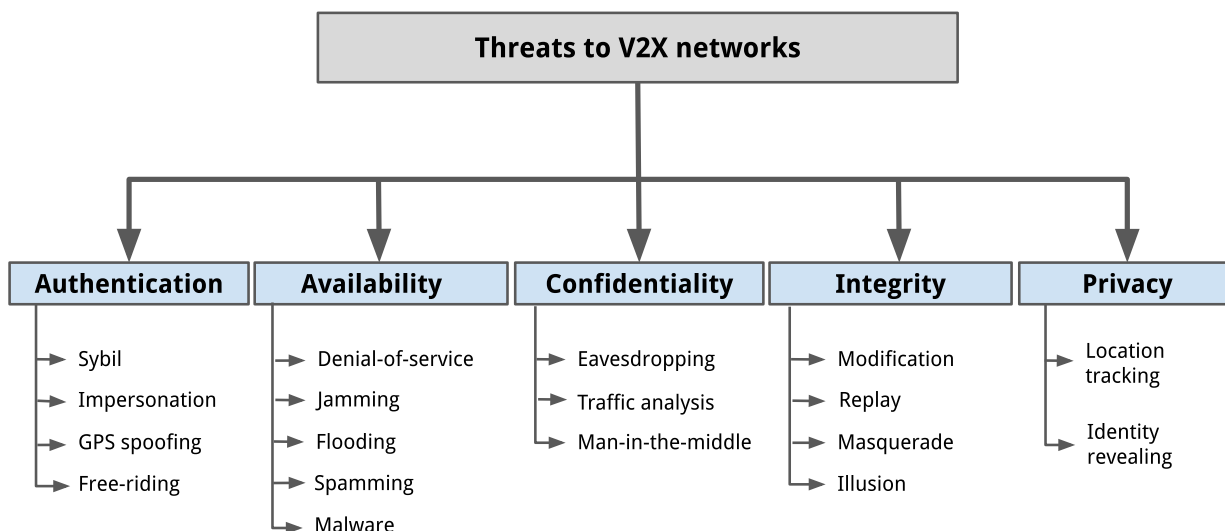 Threats to V2X networks
Authentication
Sybil
Impersonation
GPS spoofing
Free-riding
Availability
Denial-of-service
Jamming
Flooding
Spamming
Malware
Confidentiality
Eavesdropping
Traffic analysis
Man-in-the-middle
Integrity
Modification
Replay
Masquerade
Illusion
Privacy
Location
tracking
Identity
revealing